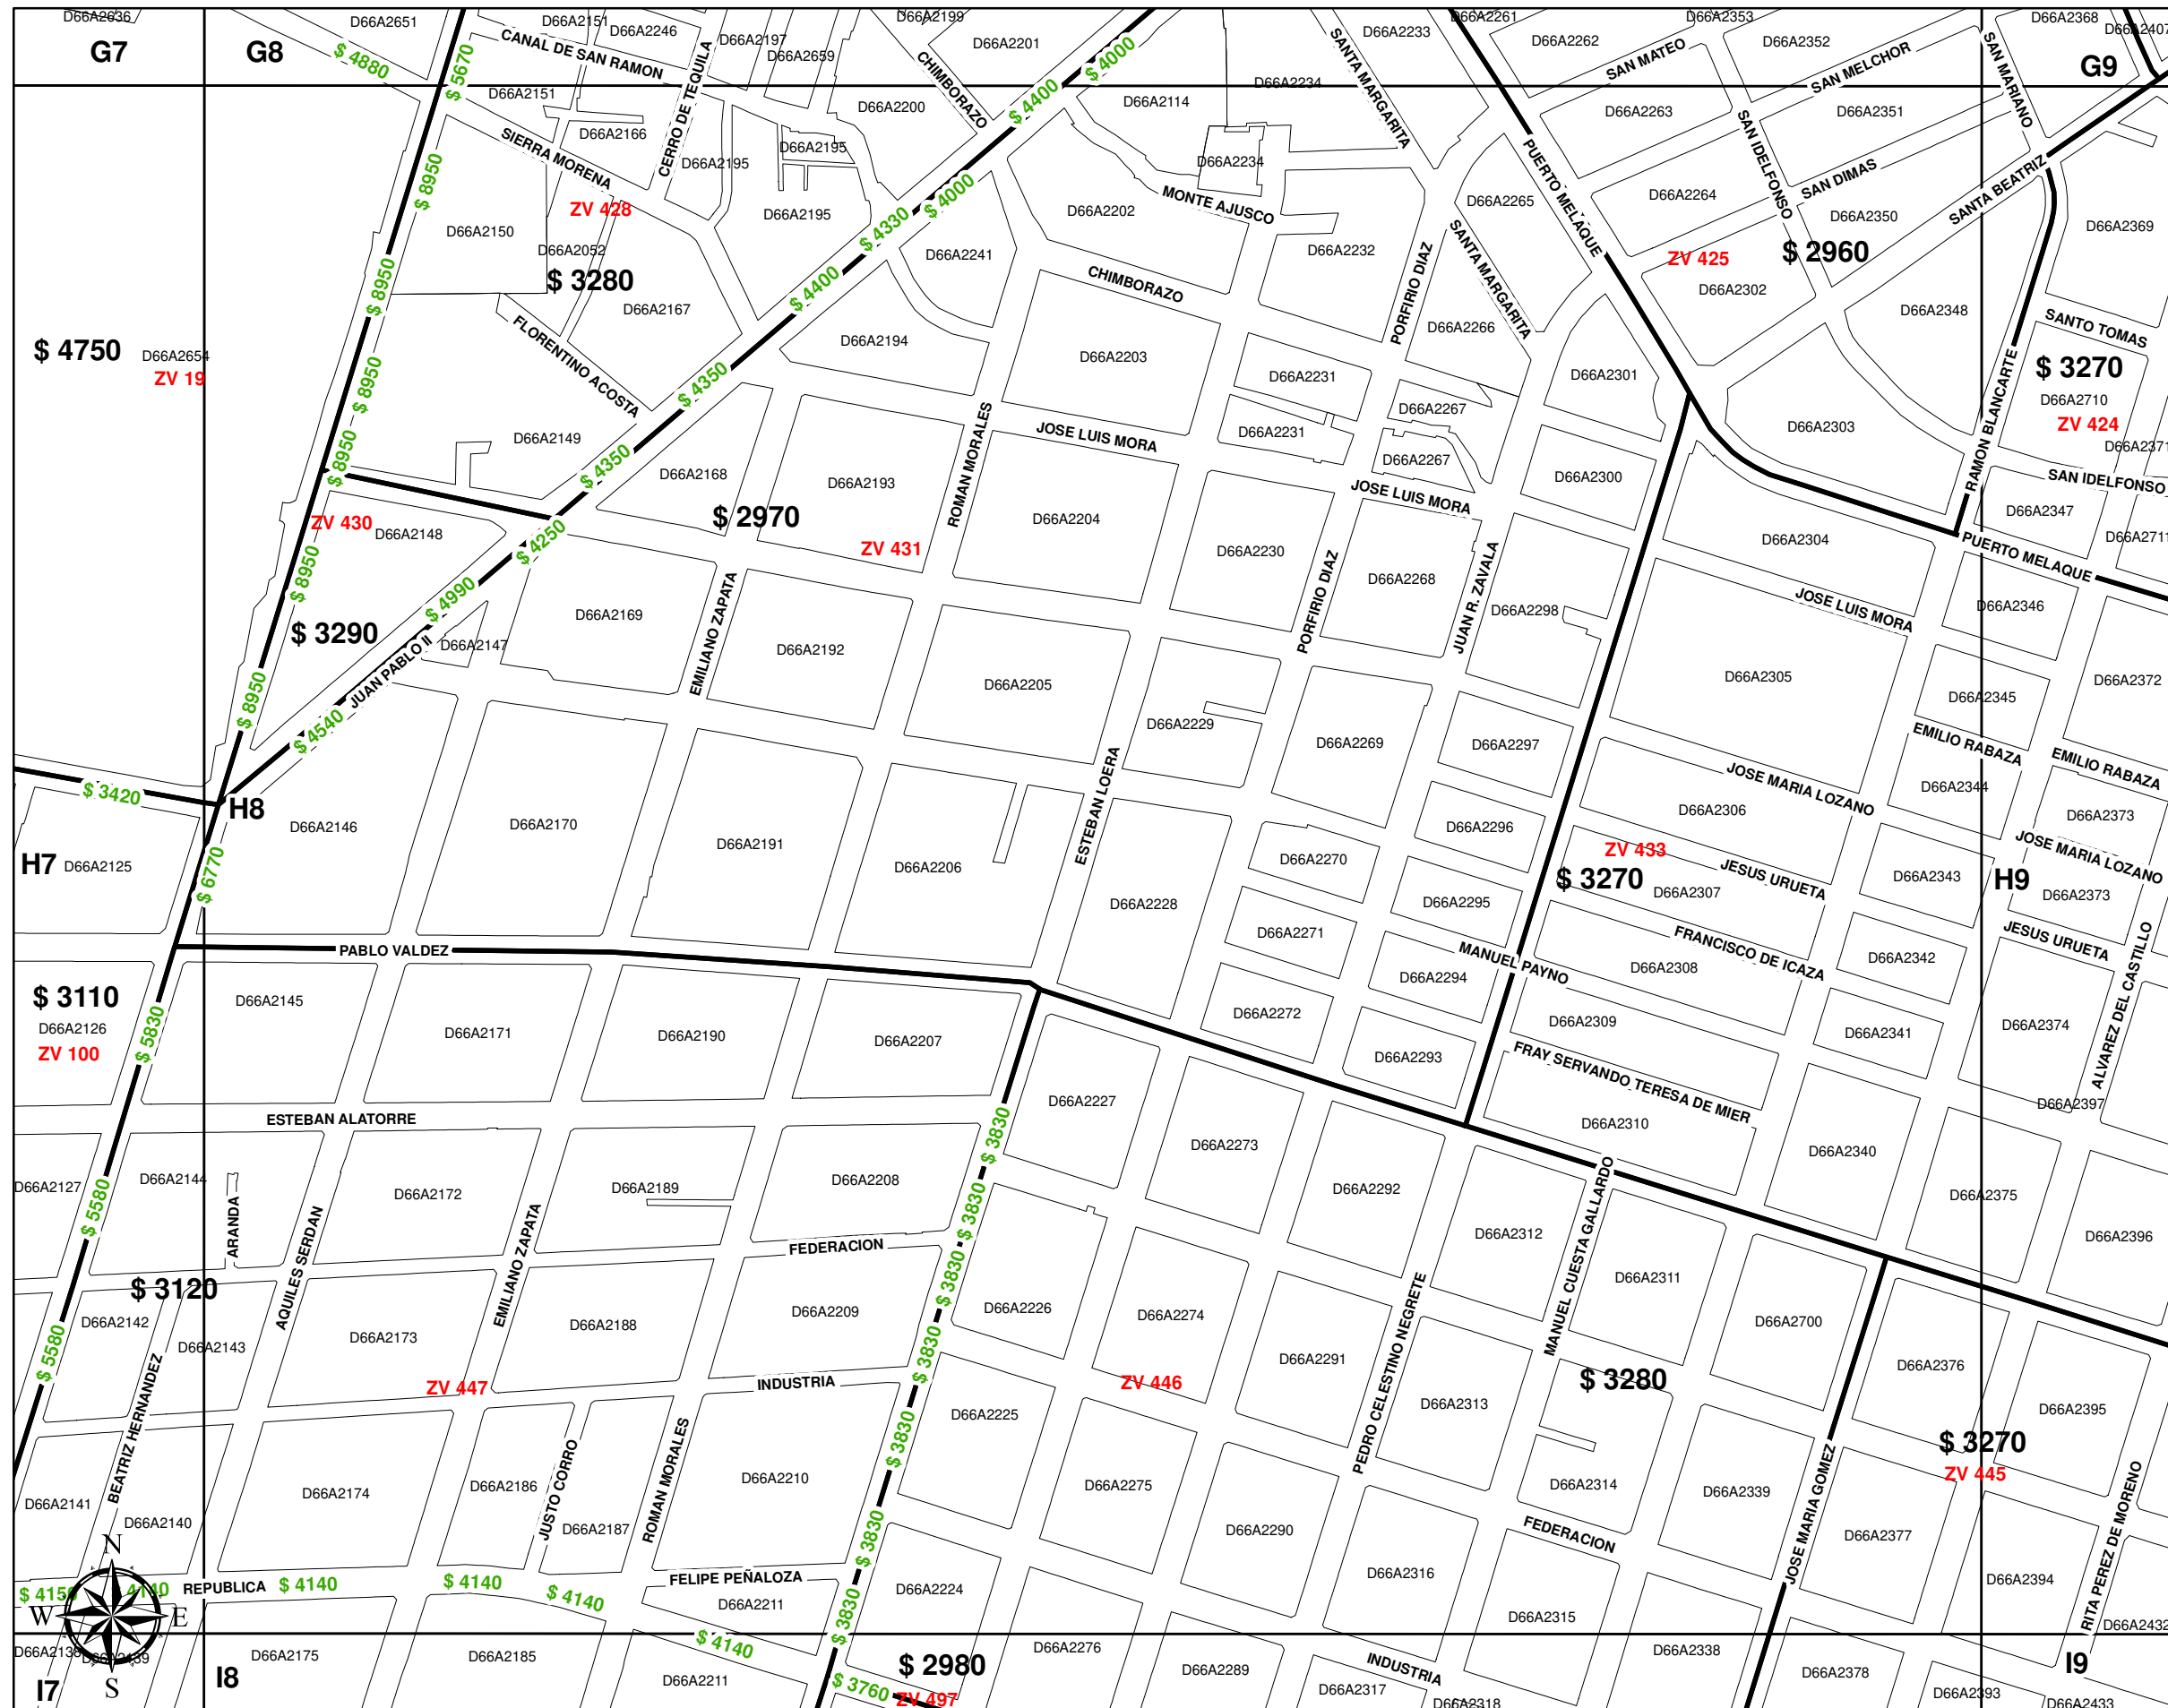 D66A2636
G7
G8
D66A2651
$ 4880
$ 5670
D66A2151
D66A2246
CANAL DE SAN RAMON
D66A2197
D66A2659
D66A2199
D66A2201
CHIMBORAZO
$ 4000
SANTA MARGARITA
D66A2233
D66A2261
D66A2262
SAN MATEO
D66A2353
D66A2352
SAN MELCHOR
SAN MARIANO
D66A2368
D66A2407
G9
D66A2151
D66A2166
CERRO DE TEQUILA
SIERRA MORENA
D66A2195
D66A2195
D66A2200
$ 4400
D66A2114
D66A2234
D66A2234
D66A2263
SAN IDELFONSO
D66A2351
PUERTO MELAQUE
$ 8950
D66A2150
ZV 428
D66A2052
$ 3280
D66A2195
$ 4330
$ 4000
D66A2202
MONTE AJUSCO
D66A2232
D66A2265
D66A2264
SAN DIMAS
D66A2350
SANTA BEATRIZ
D66A2369
ZV 425
$ 2960
D66A2302
$ 8950
D66A2167
FLORENTINO ACOSTA
$ 4400
D66A2241
CHIMBORAZO
PORFIRIO DIAZ
SANTA MARGARITA
D66A2266
D66A2348
SANTO TOMAS
$ 4750
D66A2654
ZV 19
$ 8950
$ 4350
D66A2194
D66A2203
D66A2231
D66A2231
D66A2267
D66A2267
D66A2301
D66A2303
RAMON BLANCARTE
$ 3270
D66A2710
ZV 424
D66A2371
SAN IDELFONSO
$ 8950
D66A2149
$ 4350
D66A2168
D66A2193
ROMAN MORALES
JOSE LUIS MORA
JOSE LUIS MORA
D66A2300
D66A2347
D66A2711
ZV 430
D66A2148
$ 4250
$ 2970
ZV 431
D66A2204
D66A2230
D66A2268
D66A2304
PUERTO MELAQUE
$ 8950
$ 4990
$ 3290
D66A2147
D66A2169
EMILIANO ZAPATA
D66A2192
D66A2205
PORFIRIO DIAZ
JUAN R. ZAVALA
D66A2298
JOSE LUIS MORA
D66A2346
JUAN PABLO II
$ 8950
$ 4540
D66A2229
D66A2269
D66A2297
D66A2305
D66A2345
D66A2372
EMILIO RABAZA
EMILIO RABAZA
$ 3420
H8
D66A2146
D66A2170
D66A2191
D66A2206
ESTEBAN LOERA
D66A2296
D66A2306
JOSE MARIA LOZANO
D66A2344
D66A2373
JOSE MARIA LOZANO
H7
D66A2125
$ 6770
D66A2228
D66A2270
D66A2295
ZV 433
$ 3270
D66A2307
JESUS URUETA
D66A2343
H9
D66A2373
JESUS URUETA
PABLO VALDEZ
D66A2271
D66A2294
MANUEL PAYNO
D66A2308
FRANCISCO DE ICAZA
D66A2342
ALVAREZ DEL CASTILLO
$ 3110
D66A2126
ZV 100
$ 5830
D66A2145
D66A2171
D66A2190
D66A2207
D66A2272
D66A2293
D66A2309
D66A2341
D66A2374
ESTEBAN ALATORRE
$ 3830
D66A2227
D66A2273
FRAY SERVANDO TERESA DE MIER
D66A2310
D66A2340
D66A2397
D66A2127
$ 5580
D66A2144
ARANDA
AQUILES SERDAN
D66A2172
EMILIANO ZAPATA
D66A2189
D66A2208
$ 3830
D66A2292
D66A2312
MANUEL CUESTA GALLARDO
D66A2375
D66A2396
FEDERACION
$ 3120
$ 3830
D66A2311
D66A2142
D66A2143
$ 5580
D66A2173
D66A2188
D66A2209
$ 3830
D66A2226
D66A2274
D66A2291
PEDRO CELESTINO NEGRETE
D66A2700
D66A2376
ZV 447
INDUSTRIA
ZV 446
$ 3280
BEATRIZ HERNANDEZ
D66A2225
$ 3830
D66A2313
D66A2395
$ 3270
ZV 445
D66A2141
D66A2140
D66A2174
D66A2186
JUSTO CORRO
D66A2187
ROMAN MORALES
D66A2210
D66A2275
D66A2290
D66A2314
FEDERACION
D66A2339
JOSE MARIA GOMEZ
D66A2377
RITA PEREZ DE MORENO
N
W
E
S
$ 4150
$ 4140
REPUBLICA
$ 4140
$ 4140
$ 4140
FELIPE PEÑALOZA
D66A2211
$ 3830
$ 3830
D66A2224
D66A2316
D66A2315
D66A2394
D66A2432
D66A2138
D66A2139
I7
I8
D66A2175
D66A2185
$ 4140
D66A2211
$ 3760
$ 2980
ZV 497
D66A2276
D66A2289
INDUSTRIA
D66A2317
D66A2318
D66A2338
D66A2378
I9
D66A2393
D66A2433